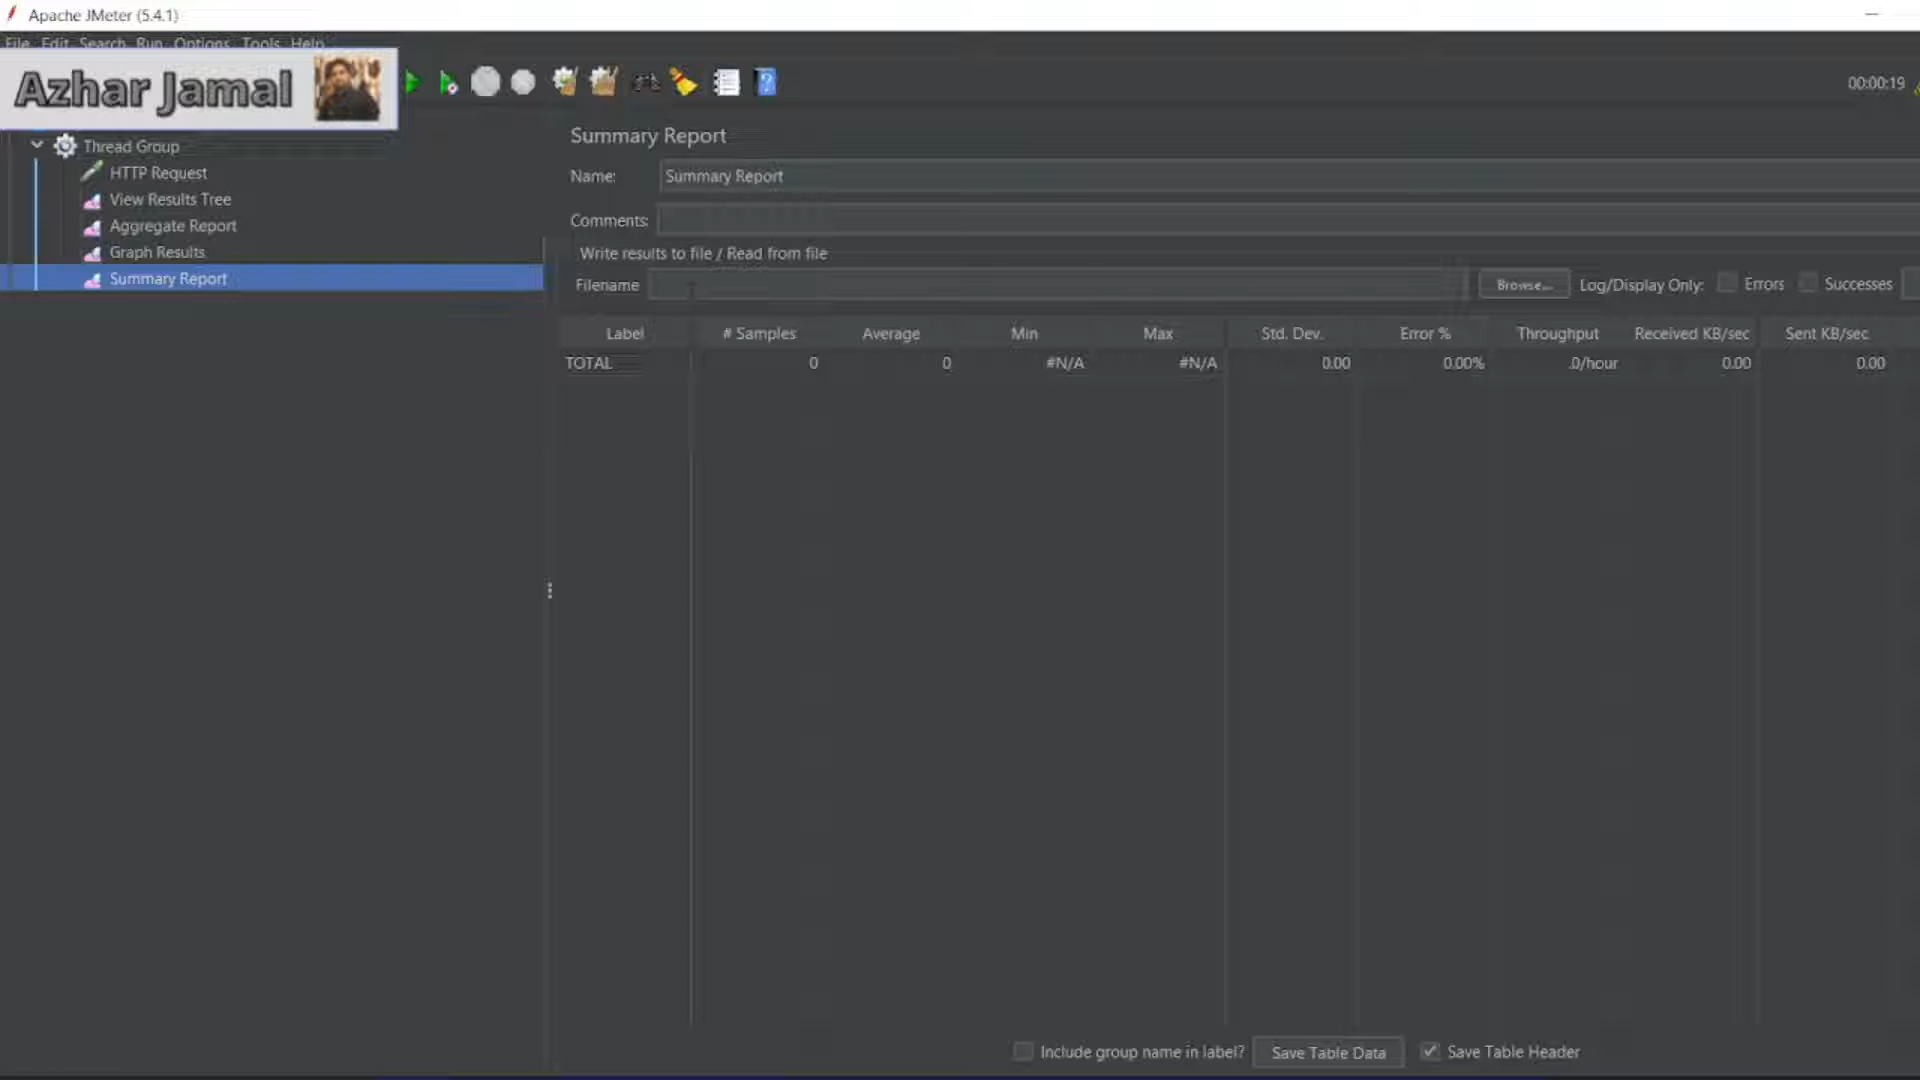 Apache JMeter (5.4.1)
File Edit Search Run Options Tools Help
Azhar Jamal
00:00:19
Thread Group
HTTP Request
View Results Tree
Aggregate Report
Graph Results
Summary Report
Summary Report
Name: Summary Report
Comments:
Write results to file / Read from file
Filename Browse... Log/Display Only: Errors Successes
Label # Samples Average Min Max Std. Dev. Error % Throughput Received KB/sec Sent KB/sec
TOTAL 0 0 #N/A #N/A 0.00 0.00% .0/hour 0.00 0.00
Include group name in label? Save Table Data Save Table Header